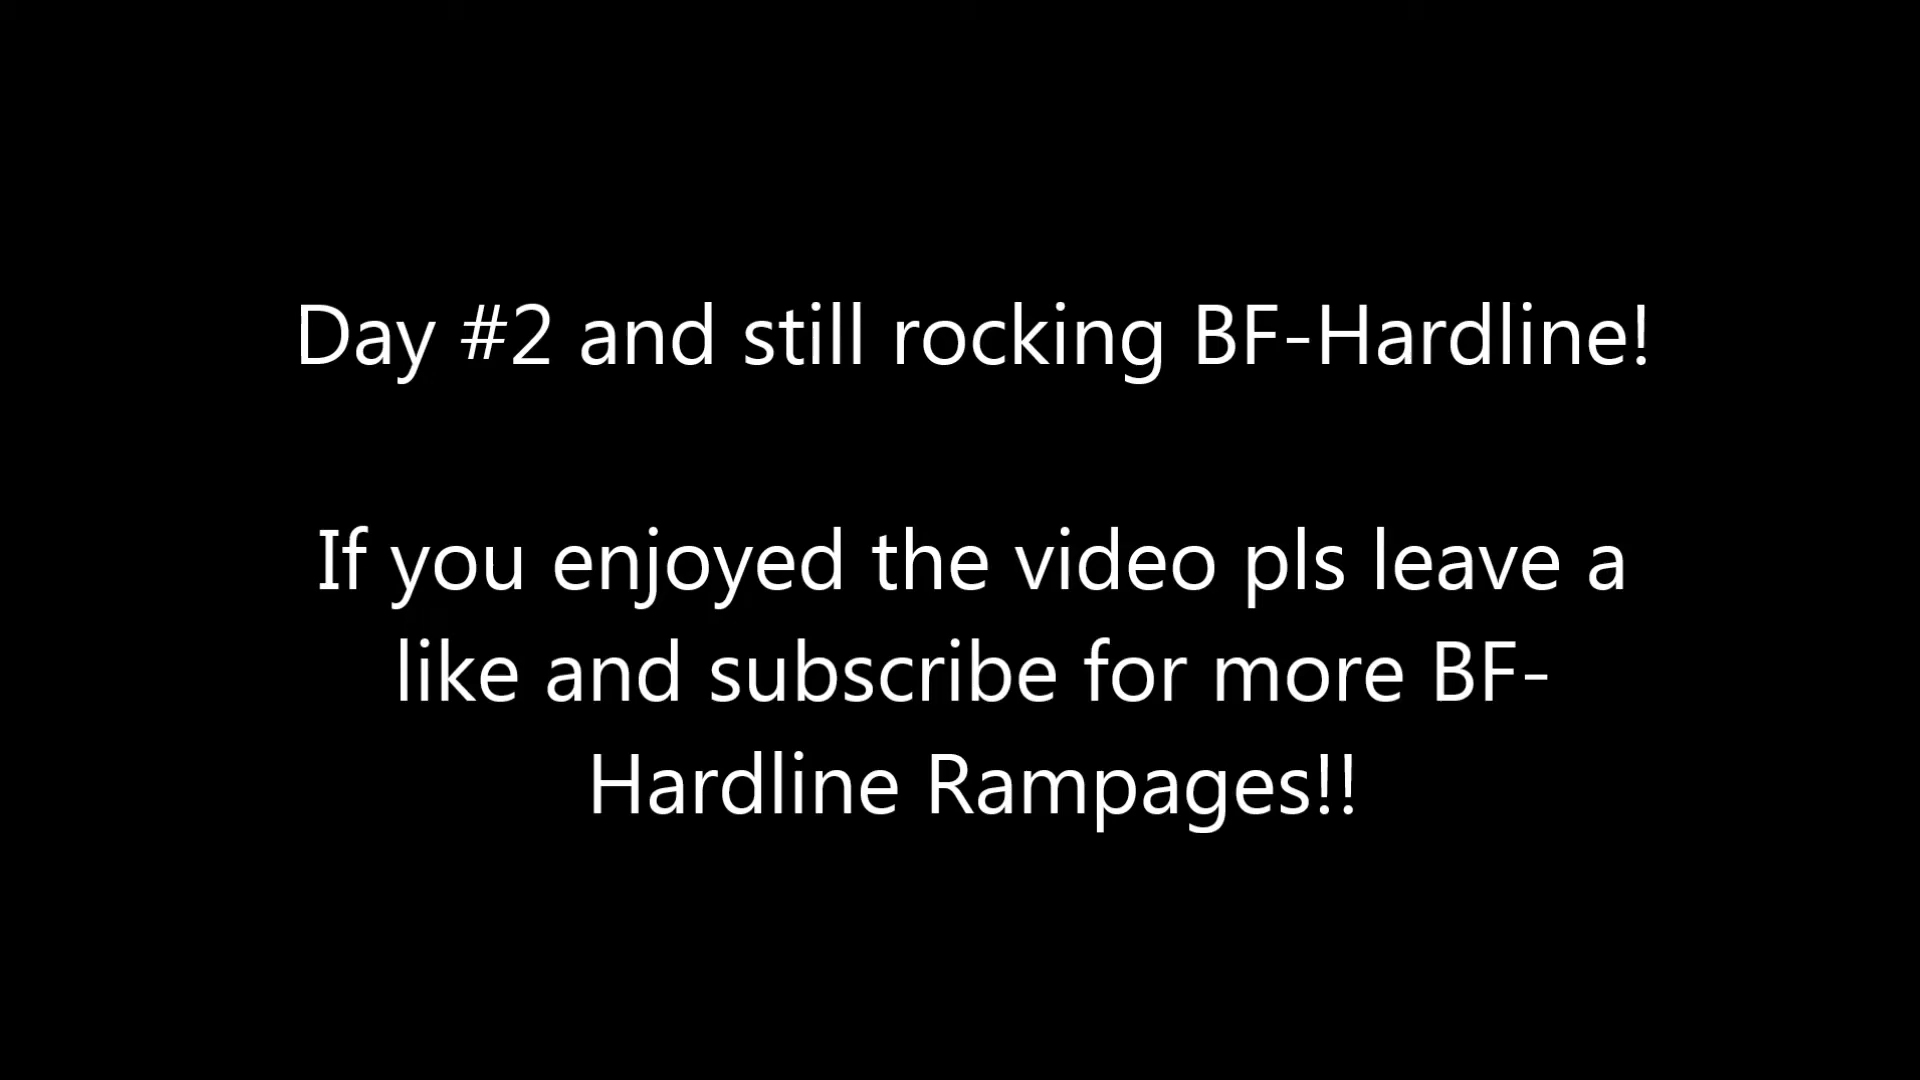 Day #2 and still rocking BF-Hardline!
If you enjoyed the video pls leave a
like and subscribe for more BF-
Hardline Rampages!!